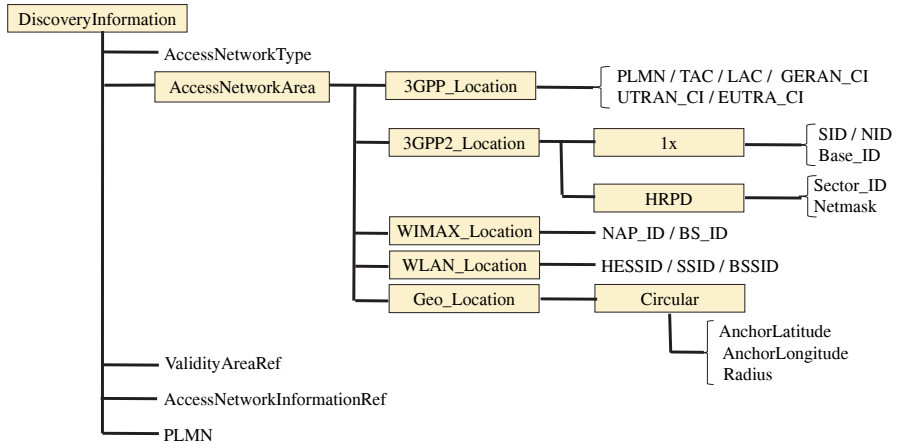 DiscoveryInformation
AccessNetworkType
AccessNetworkArea
3GPP_Location
PLMN / TAC / LAC / GERAN_CI
UTRAN_CI / EUTRA_CI
3GPP2_Location
1x
SID / NID
Base_ID
HRPD
Sector_ID
Netmask
WIMAX_Location
NAP_ID / BS_ID
WLAN_Location
HESSID / SSID / BSSID
Geo_Location
Circular
AnchorLatitude
AnchorLongitude
Radius
ValidityAreaRef
AccessNetworkInformationRef
PLMN